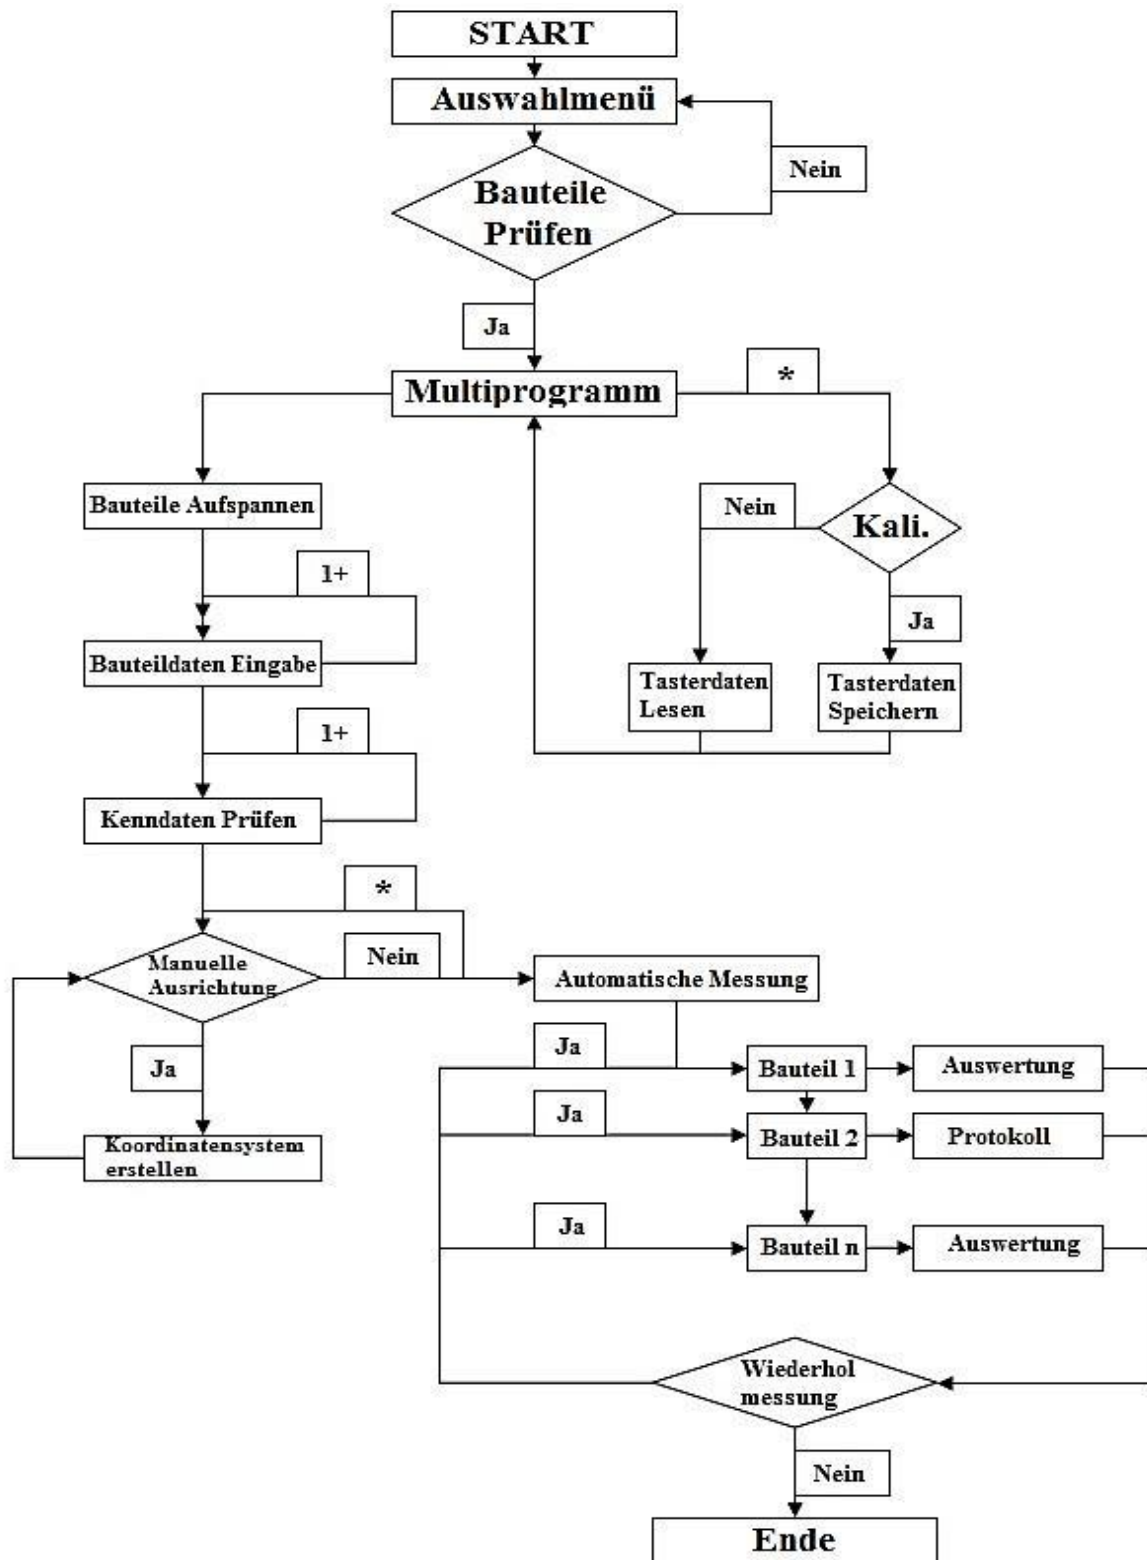 START
Auswahlmenü
Nein
Bauteile
Prüfen
Ja
*
Multiprogramm
Bauteile Aufspannen
Nein
Kali.
1+
Ja
Bauteildaten Eingabe
Tasterdaten
Lesen
Tasterdaten
Speichern
1+
Kenndaten Prüfen
*
Nein
Manuelle
Ausrichtung
Automatische Messung
Ja
Ja
Bauteil 1
Auswertung
Ja
Bauteil 2
Protokoll
Koordinatensystem
erstellen
Ja
Bauteil n
Auswertung
Wiederhol
messung
Nein
Ende